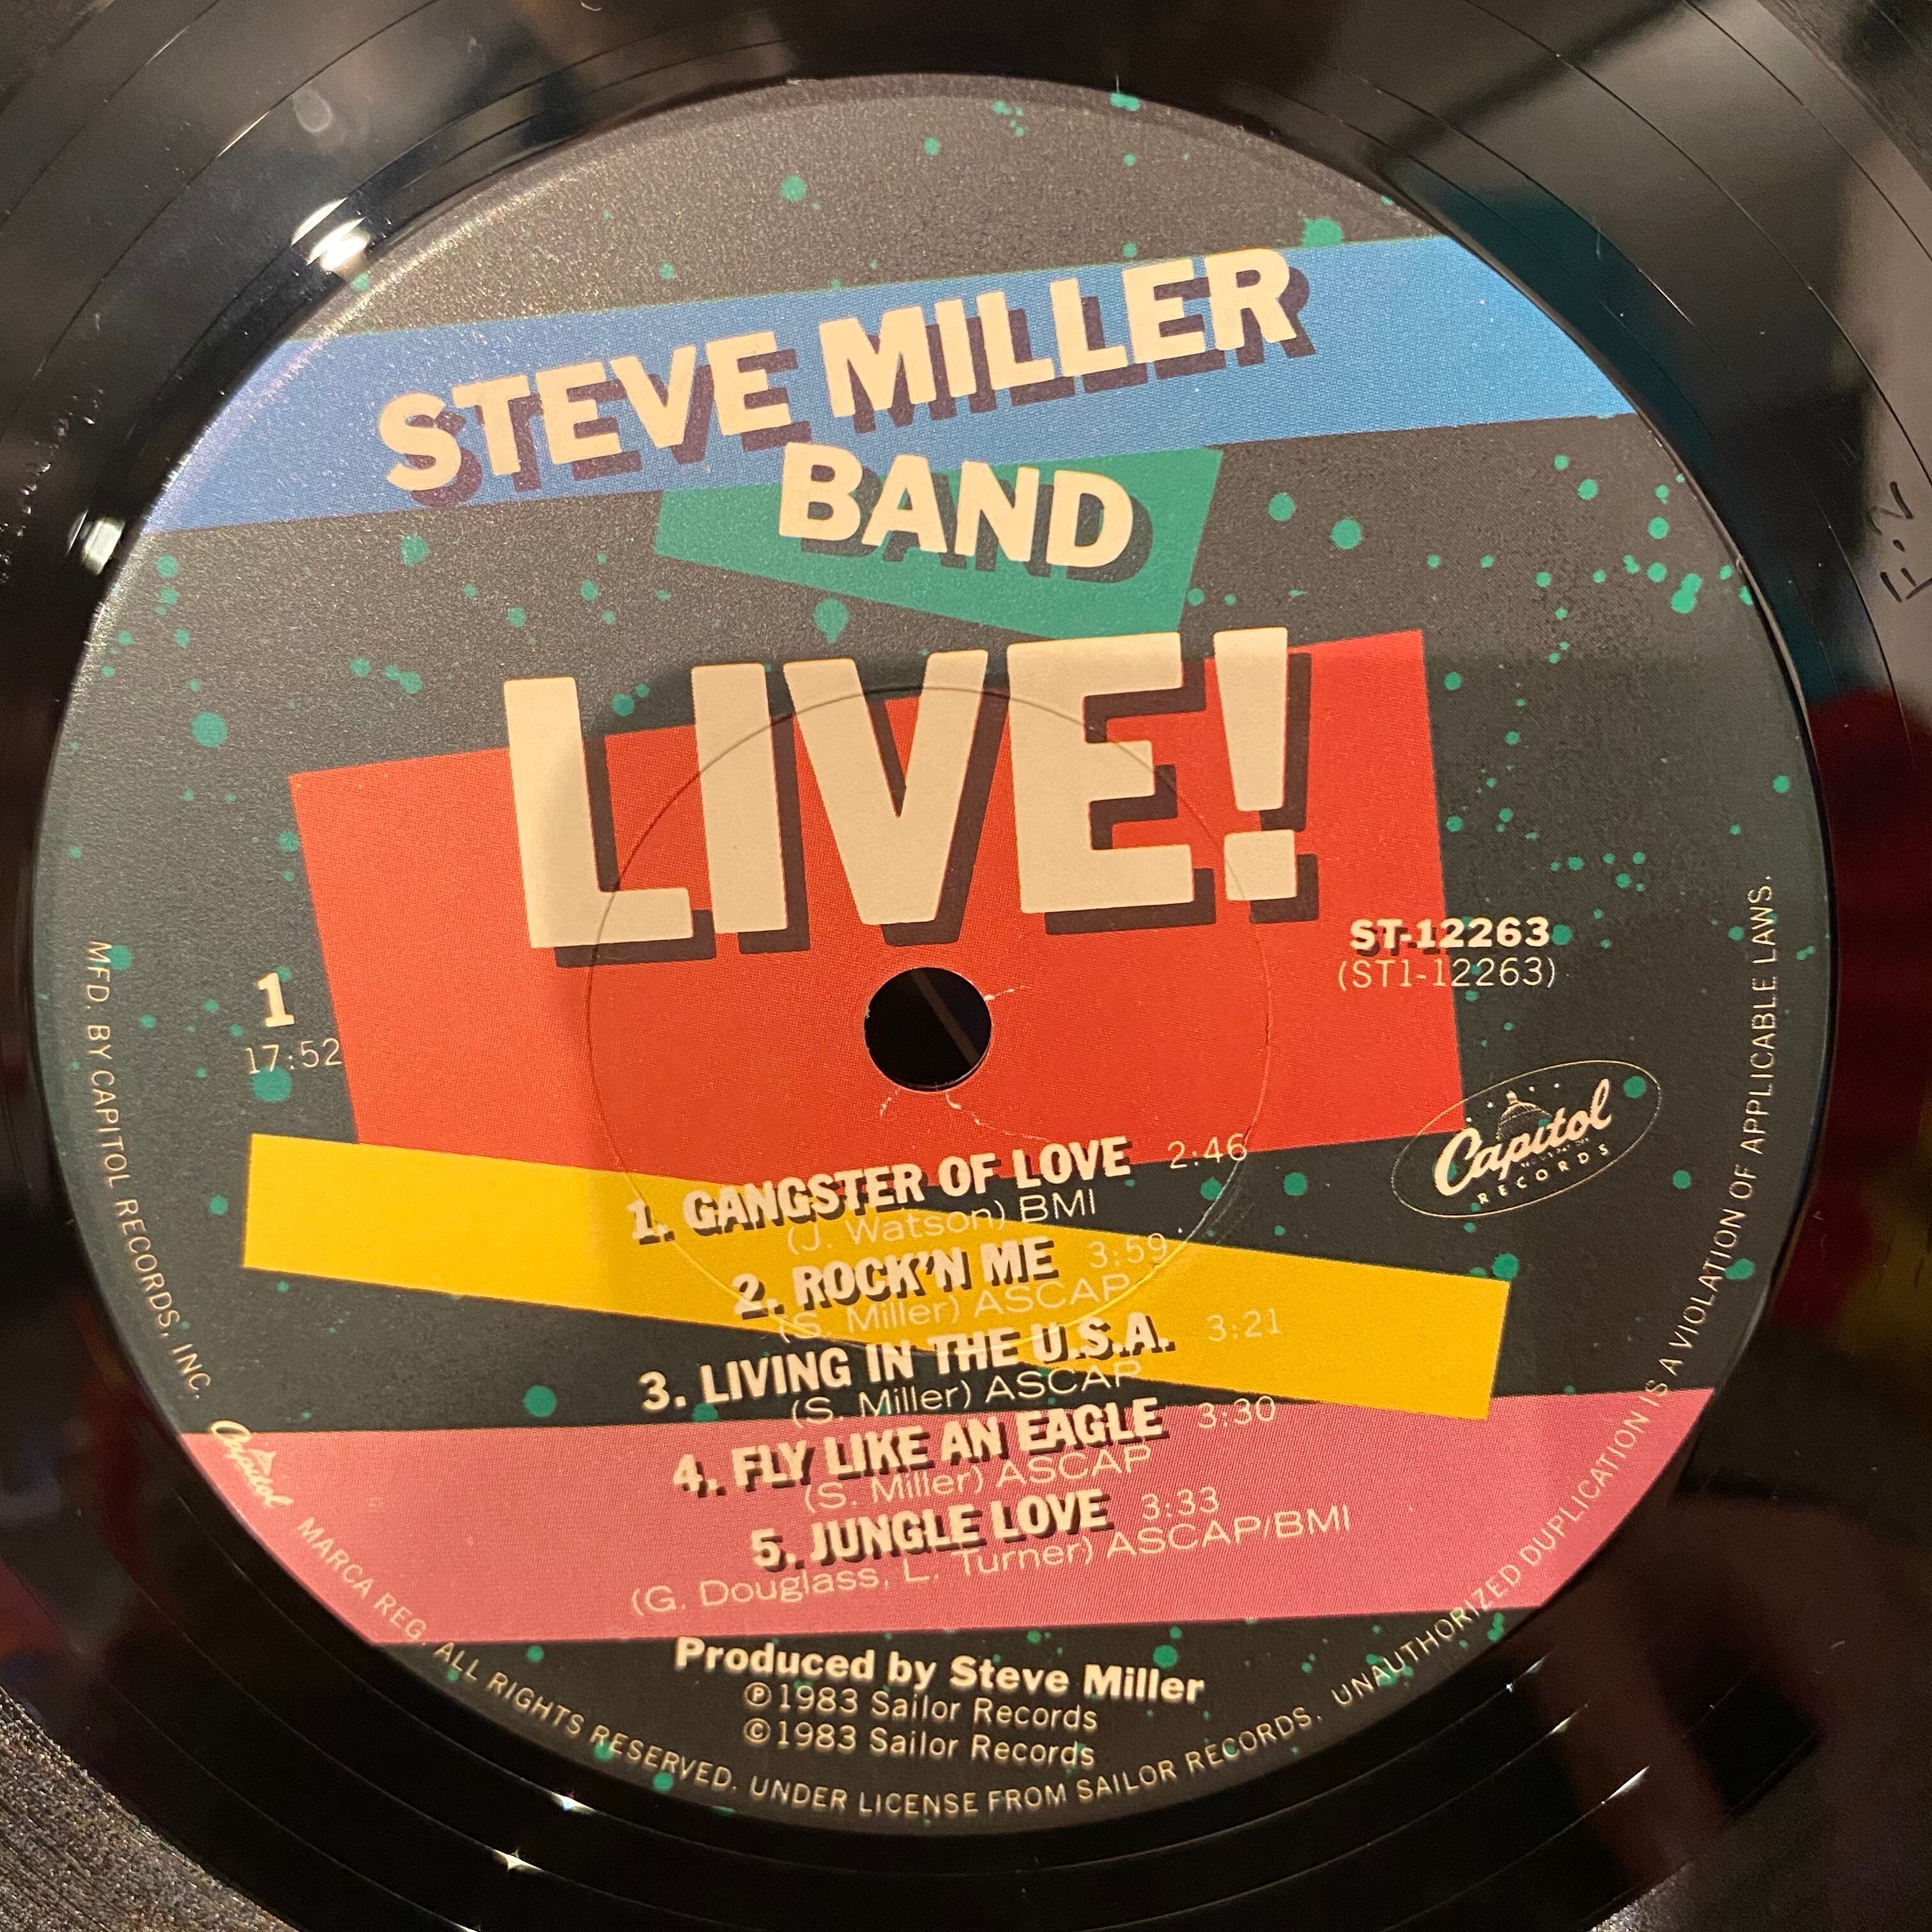 STEVE MILLER
BAND
LIVE!
ST-12263
(ST1-12263)
1
17:52
Capitol
RECORDS
1. GANGSTER OF LOVE 2:46
(J. Watson) BMI
2. ROCK'N ME 3:59
(S. Miller) ASCAP
3. LIVING IN THE U.S.A. 3:21
(S. Miller) ASCAP
4. FLY LIKE AN EAGLE 3:30
(S. Miller) ASCAP
5. JUNGLE LOVE 3:33
(G. Douglass, L. Turner) ASCAP/BMI
Produced by Steve Miller
℗1983 Sailor Records
©1983 Sailor Records
MFD. BY CAPITOL RECORDS, INC. Capitol MARCA REG. ALL RIGHTS RESERVED. UNDER LICENSE FROM SAILOR RECORDS. UNAUTHORIZED DUPLICATION IS A VIOLATION OF APPLICABLE LAWS.